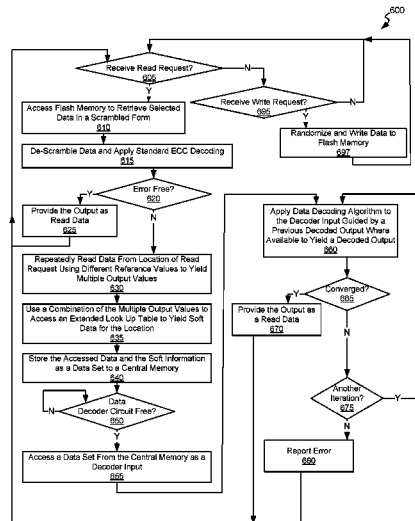 600
Receive Read Request?
605
Y
N
Receive Write Request?
695
N
Y
Access Flash Memory to Retrieve Selected
Data In a Scrambled Form
610
Randomize and Write Data to
Flash Memory
697
De-Scramble Data and Apply Standard ECC Decoding
615
Error Free?
620
Y
N
Provide the Output as
Read Data
625
Repeatedly Read Data From Location of Read
Request Using Different Reference Values to Yield
Multiple Output Values
630
Use a Combination of the Multiple Output Values to
Access an Extended Look Up Table to Yield Soft
Data for the Location
635
Store the Accessed Data and the Soft Information
as a Data Set to a Central Memory
640
Data
Decoder Circuit Free?
650
N
Y
Access a Data Set From the Central Memory as a
Decoder Input
655
Apply Data Decoding Algorithm to
the Decoder Input Guided by a
Previous Decoded Output Where
Available to Yield a Decoded Output
660
Converged?
665
Y
N
Provide the Output as
a Read Data
670
Another
Iteration?
675
Y
N
Report Error
680